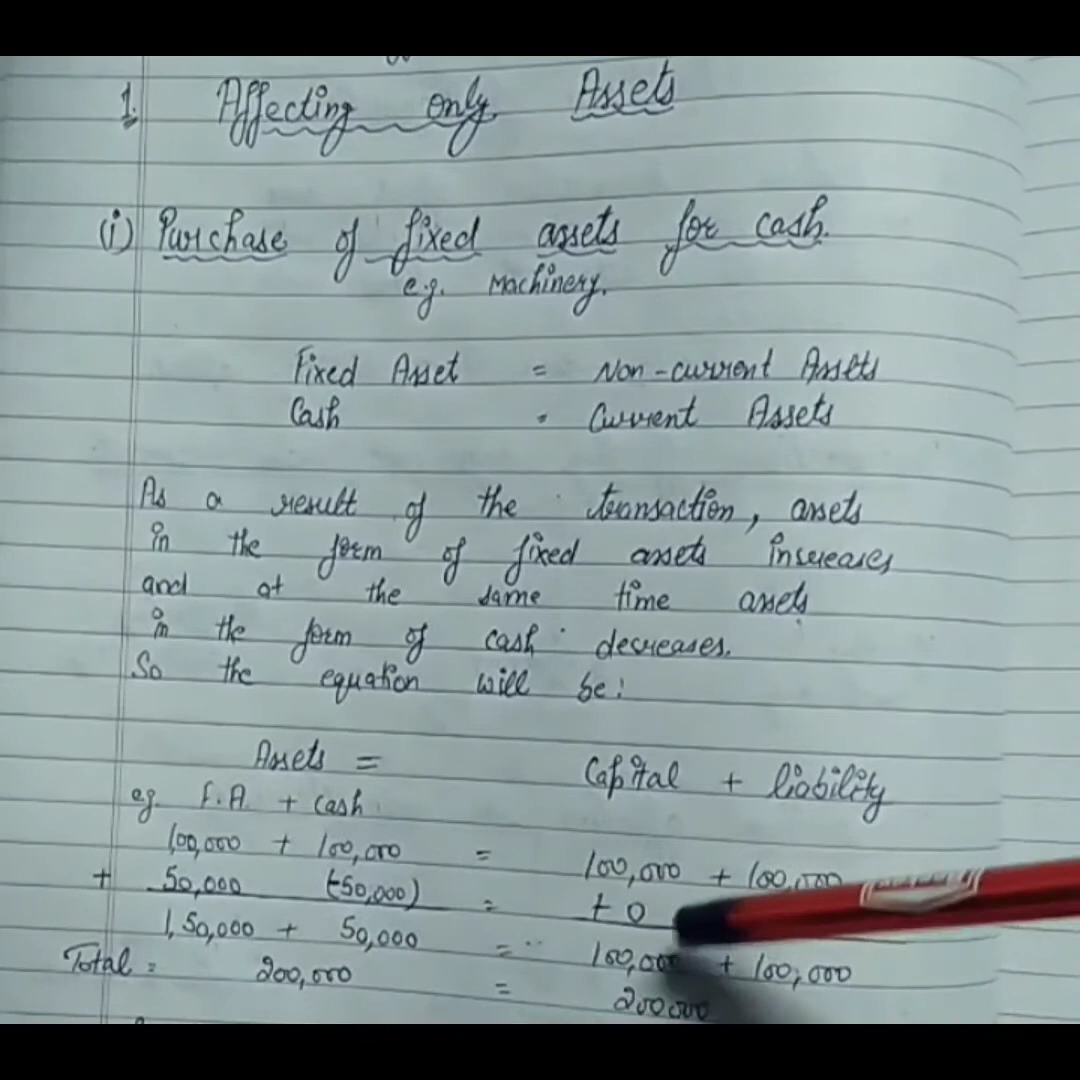 1. Affecting only Assets
(i) Purchase of fixed assets for cash.
e.g. Machinery.
Fixed Asset = Non-current Assets
Cash = Current Assets
As a result of the transaction, assets
in the form of fixed assets increases
and at the same time assets
in the form of cash decreases.
So the equation will be:
Assets = Capital + liability
eg. F.A. + cash
1,00,000 + 100,000 = 100,000 + 100,000
+ 50,000 (-50,000) = + 0
1,50,000 + 50,000 = 100,000 + 100,000
Total = 200,000 = 200000